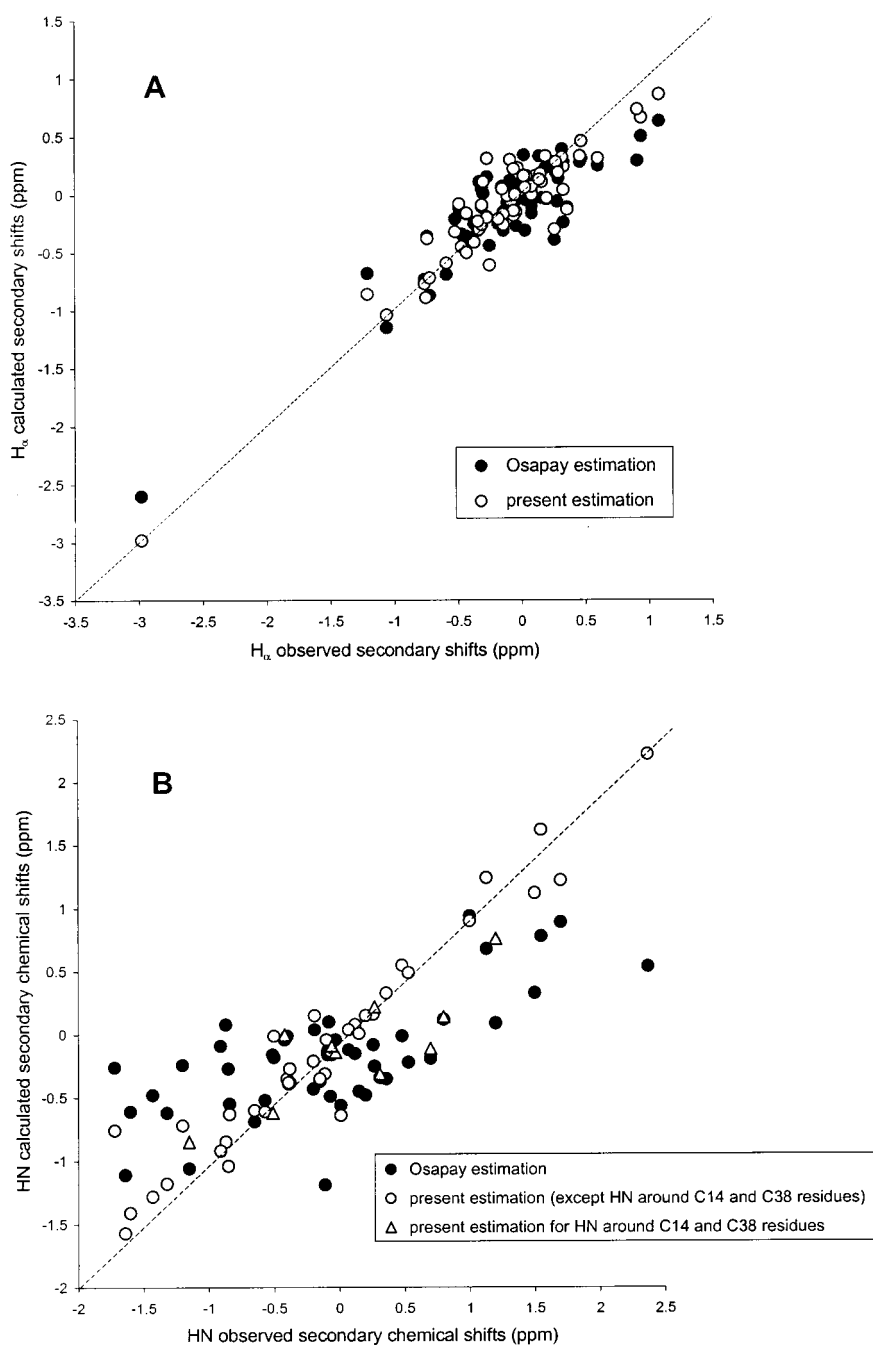 1.5
1
A
0.5
0
-0.5
-1
-1.5
-2
-2.5
-3
-3.5
Hα calculated secondary shifts (ppm)
Osapay estimation
present estimation
-3.5 -3 -2.5 -2 -1.5 -1 -0.5 0 0.5 1 1.5
Hα observed secondary shifts (ppm)
2.5
B
2
1.5
1
0.5
0
-0.5
-1
-1.5
-2
HN calculated secondary chemical shifts (ppm)
Osapay estimation
present estimation (except HN around C14 and C38 residues)
present estimation for HN around C14 and C38 residues
-2 -1.5 -1 -0.5 0 0.5 1 1.5 2 2.5
HN observed secondary chemical shifts (ppm)